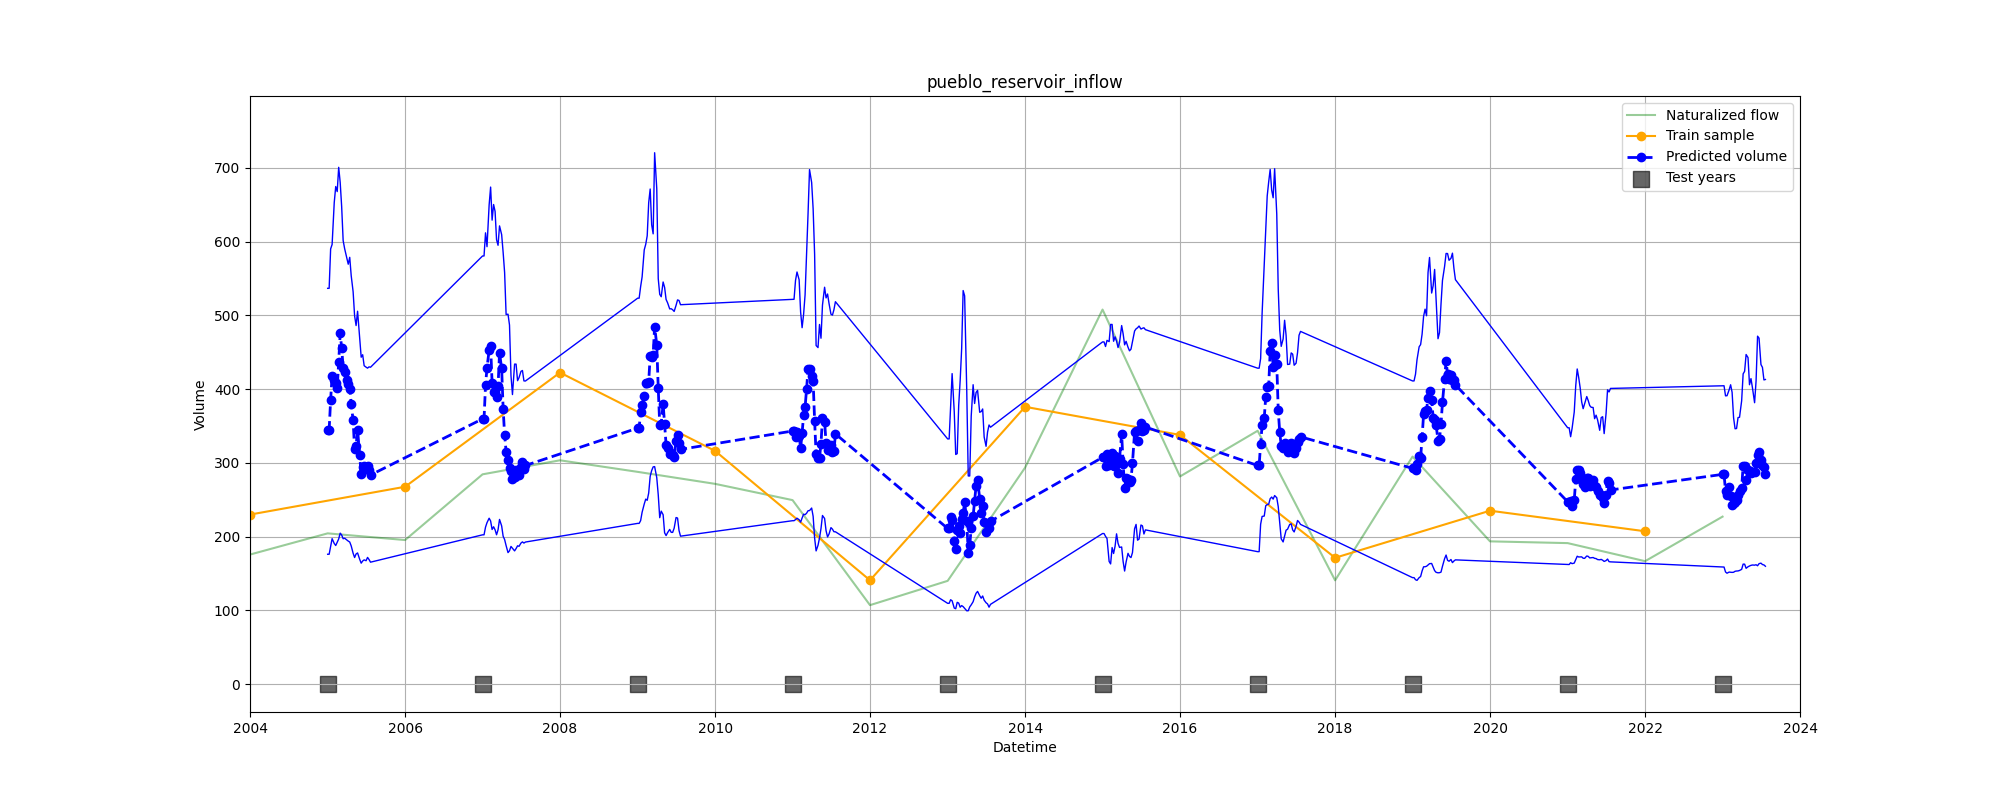 pueblo_reservoir_inflow
Naturalized flow
Train sample
Predicted volume
Test years
Volume
700
600
500
400
300
200
100
0
2004 2006 2008 2010 2012 2014 2016 2018 2020 2022 2024
Datetime